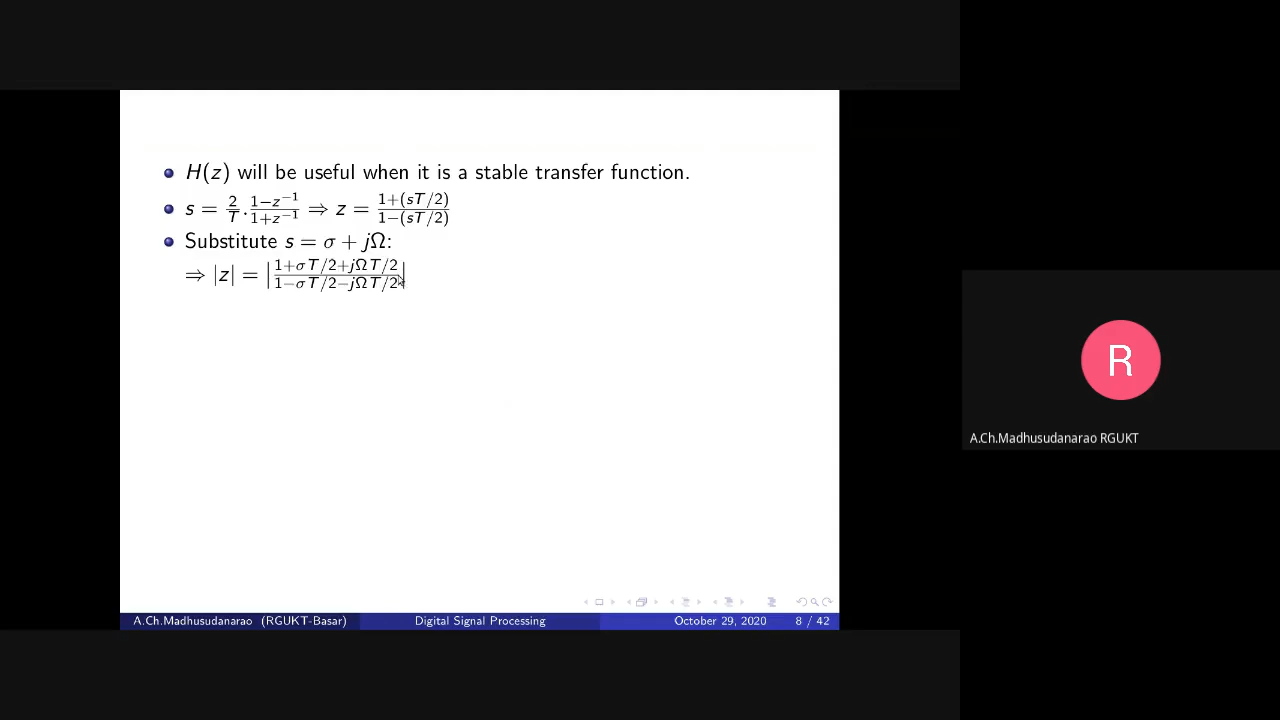 H(z) will be useful when it is a stable transfer function.
s = 2/T . (1−z⁻¹)/(1+z⁻¹) ⇒ z = (1+(sT/2))/(1−(sT/2))
Substitute s = σ + jΩ:
⇒ |z| = |(1+σT/2+jΩT/2)/(1−σT/2−jΩT/2)|
R
A.Ch.Madhusudanarao RGUKT
A.Ch.Madhusudanarao (RGUKT-Basar) Digital Signal Processing October 29, 2020 8 / 42